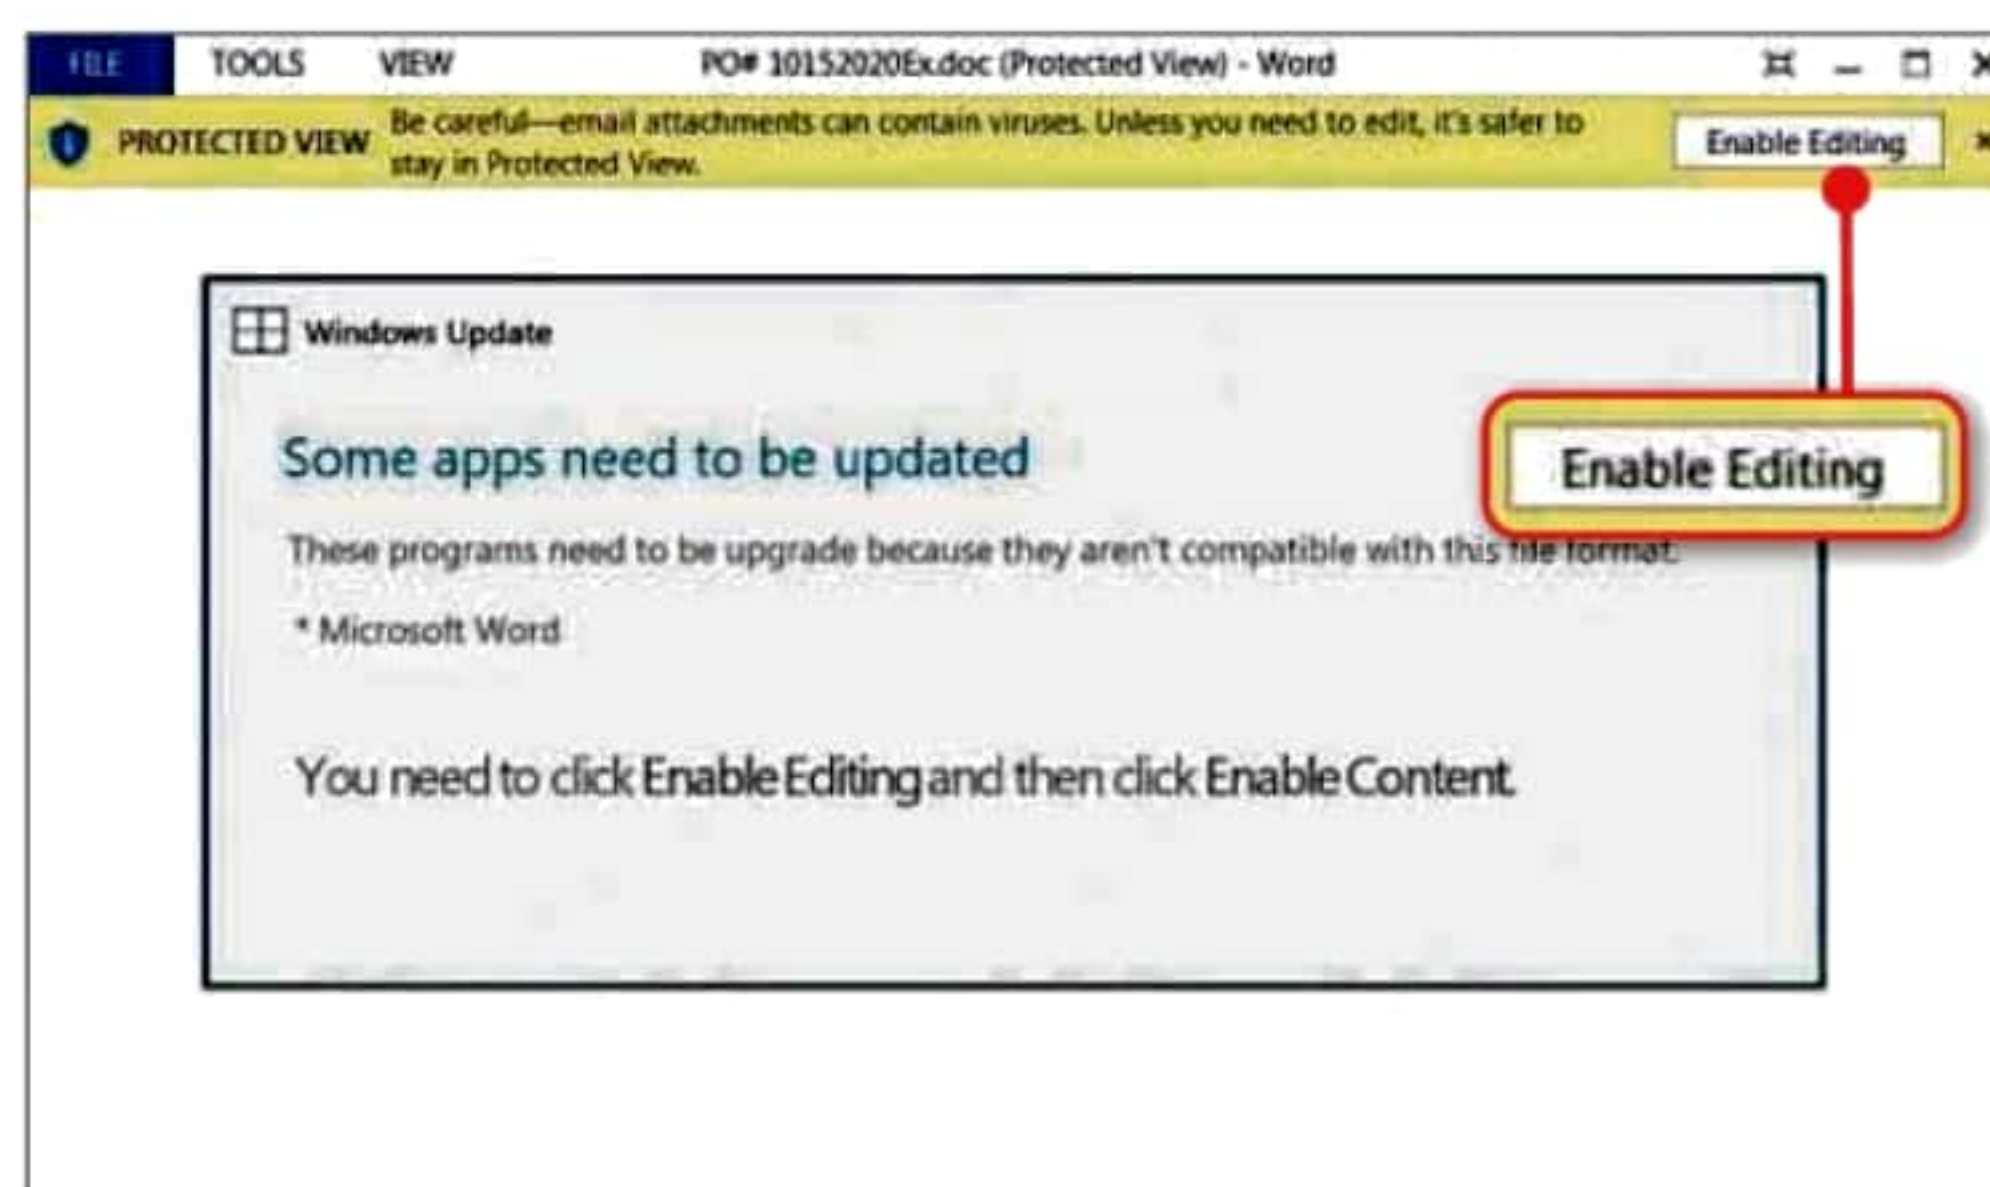 FILE TOOLS VIEW PO# 10152020Ex.doc (Protected View) - Word
PROTECTED VIEW Be careful—email attachments can contain viruses. Unless you need to edit, it's safer to
stay in Protected View.
Enable Editing
Windows Update
Some apps need to be updated
Enable Editing
These programs need to be upgrade because they aren't compatible with this file format.
* Microsoft Word
You need to click Enable Editing and then click Enable Content.